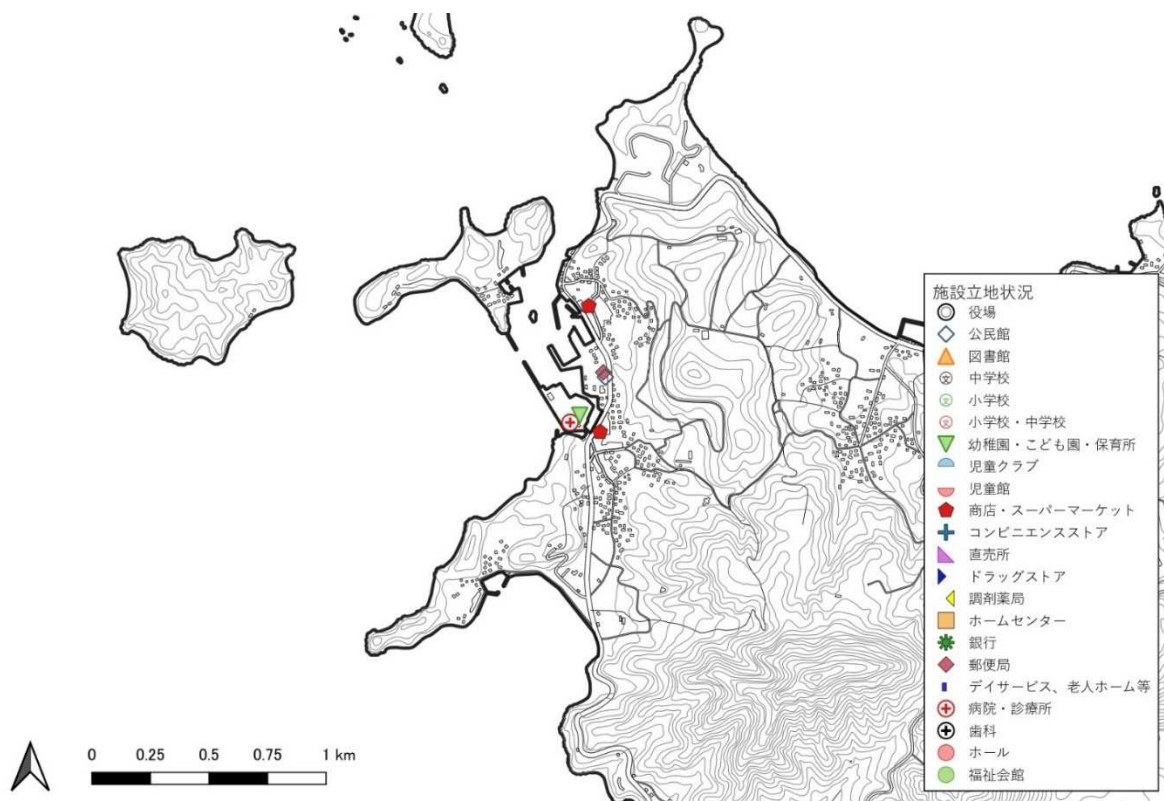 施設立地状況
役場
公民館
図書館
中学校
小学校
小学校・中学校
幼稚園・こども園・保育所
児童クラブ
児童館
商店・スーパーマーケット
コンビニエンスストア
直売所
ドラッグストア
調剤薬局
ホームセンター
銀行
郵便局
デイサービス、老人ホーム等
病院・診療所
歯科
ホール
福祉会館
0 0.25 0.5 0.75 1 km